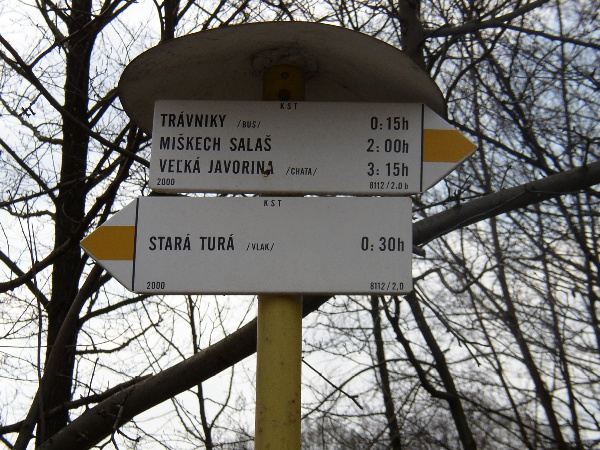 KST
TRÁVNIKY /BUS/ 0:15h
MIŠKECH SALAŠ 2:00h
VEĽKÁ JAVORINA /CHATA/ 3:15h
2000 8112/2,0 b
KST
STARÁ TURÁ /VLAK/ 0:30h
2000 8112/2,0